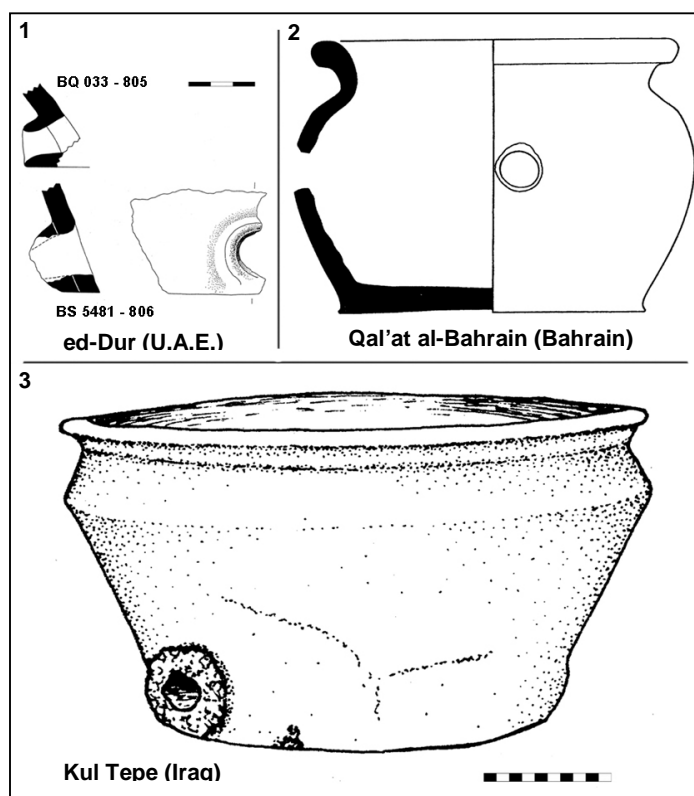 1
BQ 033 - 805
BS 5481 - 806
ed-Dur (U.A.E.)
2
Qal'at al-Bahrain (Bahrain)
3
Kul Tepe (Iraq)